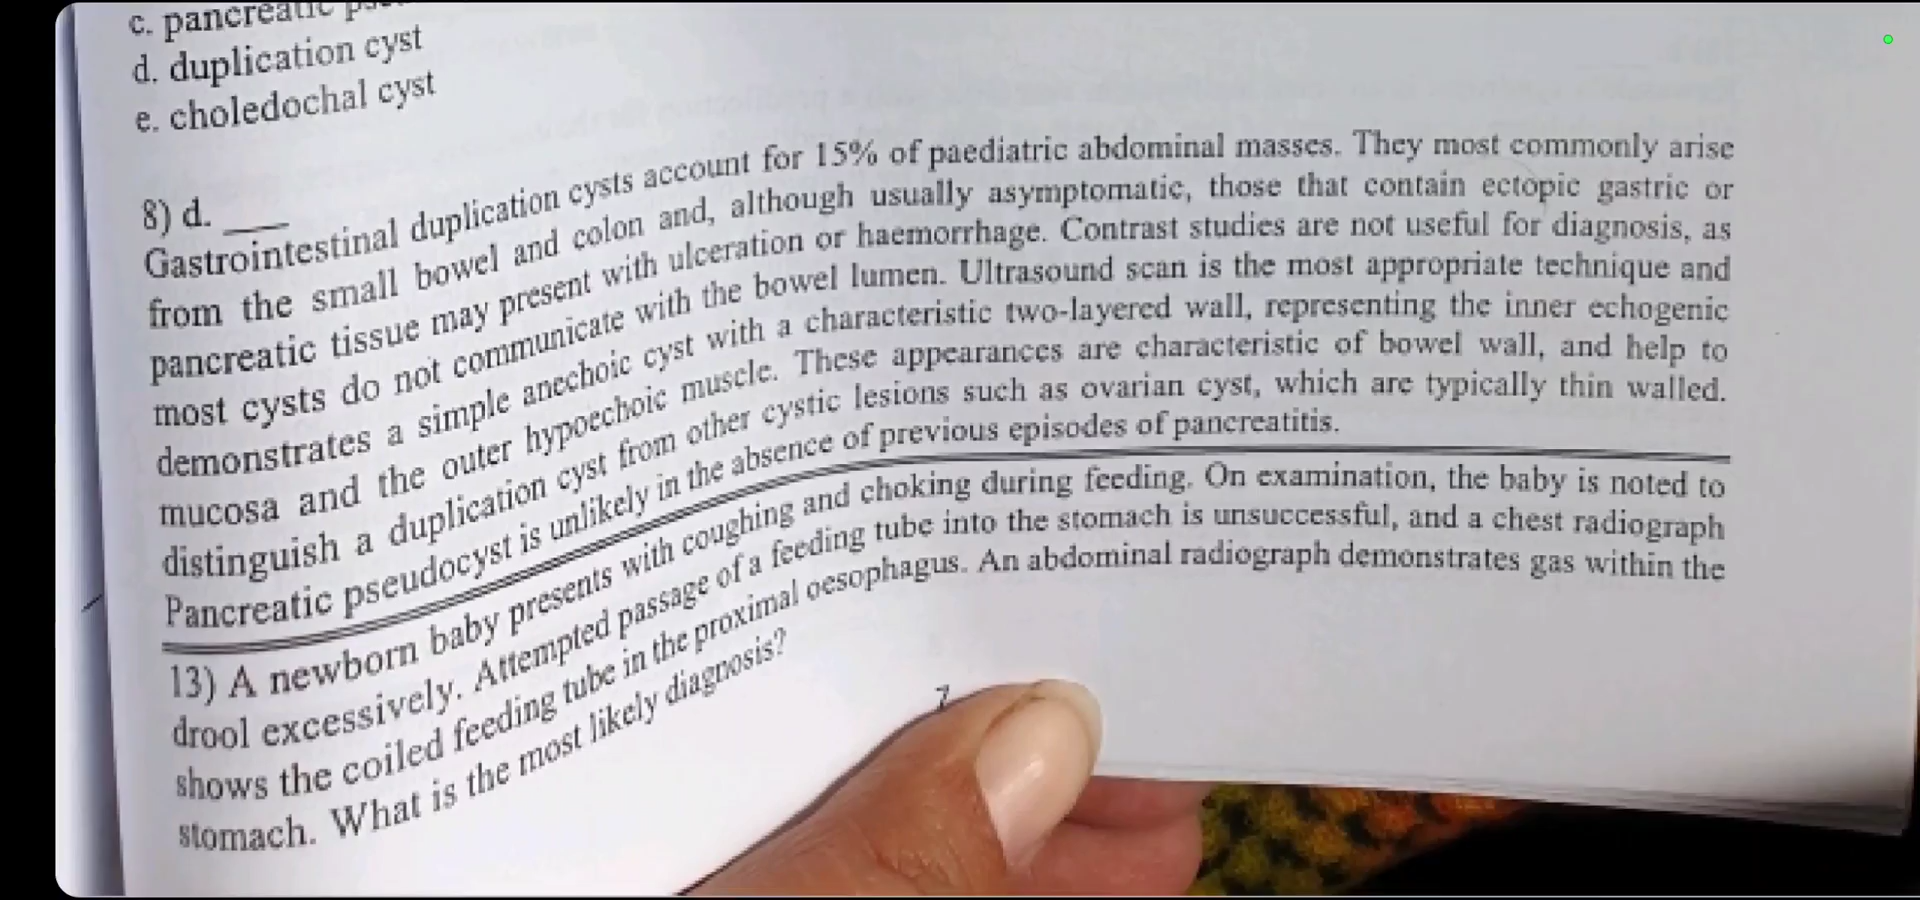 c. pancreatic
d. duplication cyst
e. choledochal cyst
8) d. ____
Gastrointestinal duplication cysts account for 15% of paediatric abdominal masses. They most commonly arise
from the small bowel and colon and, although usually asymptomatic, those that contain ectopic gastric or
pancreatic tissue may present with ulceration or haemorrhage. Contrast studies are not useful for diagnosis, as
most cysts do not communicate with the bowel lumen. Ultrasound scan is the most appropriate technique and
demonstrates a simple anechoic cyst with a characteristic two-layered wall, representing the inner echogenic
mucosa and the outer hypoechoic muscle. These appearances are characteristic of bowel wall, and help to
distinguish a duplication cyst from other cystic lesions such as ovarian cyst, which are typically thin walled.
Pancreatic pseudocyst is unlikely in the absence of previous episodes of pancreatitis.
13) A newborn baby presents with coughing and choking during feeding. On examination, the baby is noted to
drool excessively. Attempted passage of a feeding tube into the stomach is unsuccessful, and a chest radiograph
shows the coiled feeding tube in the proximal oesophagus. An abdominal radiograph demonstrates gas within the
stomach. What is the most likely diagnosis?
7